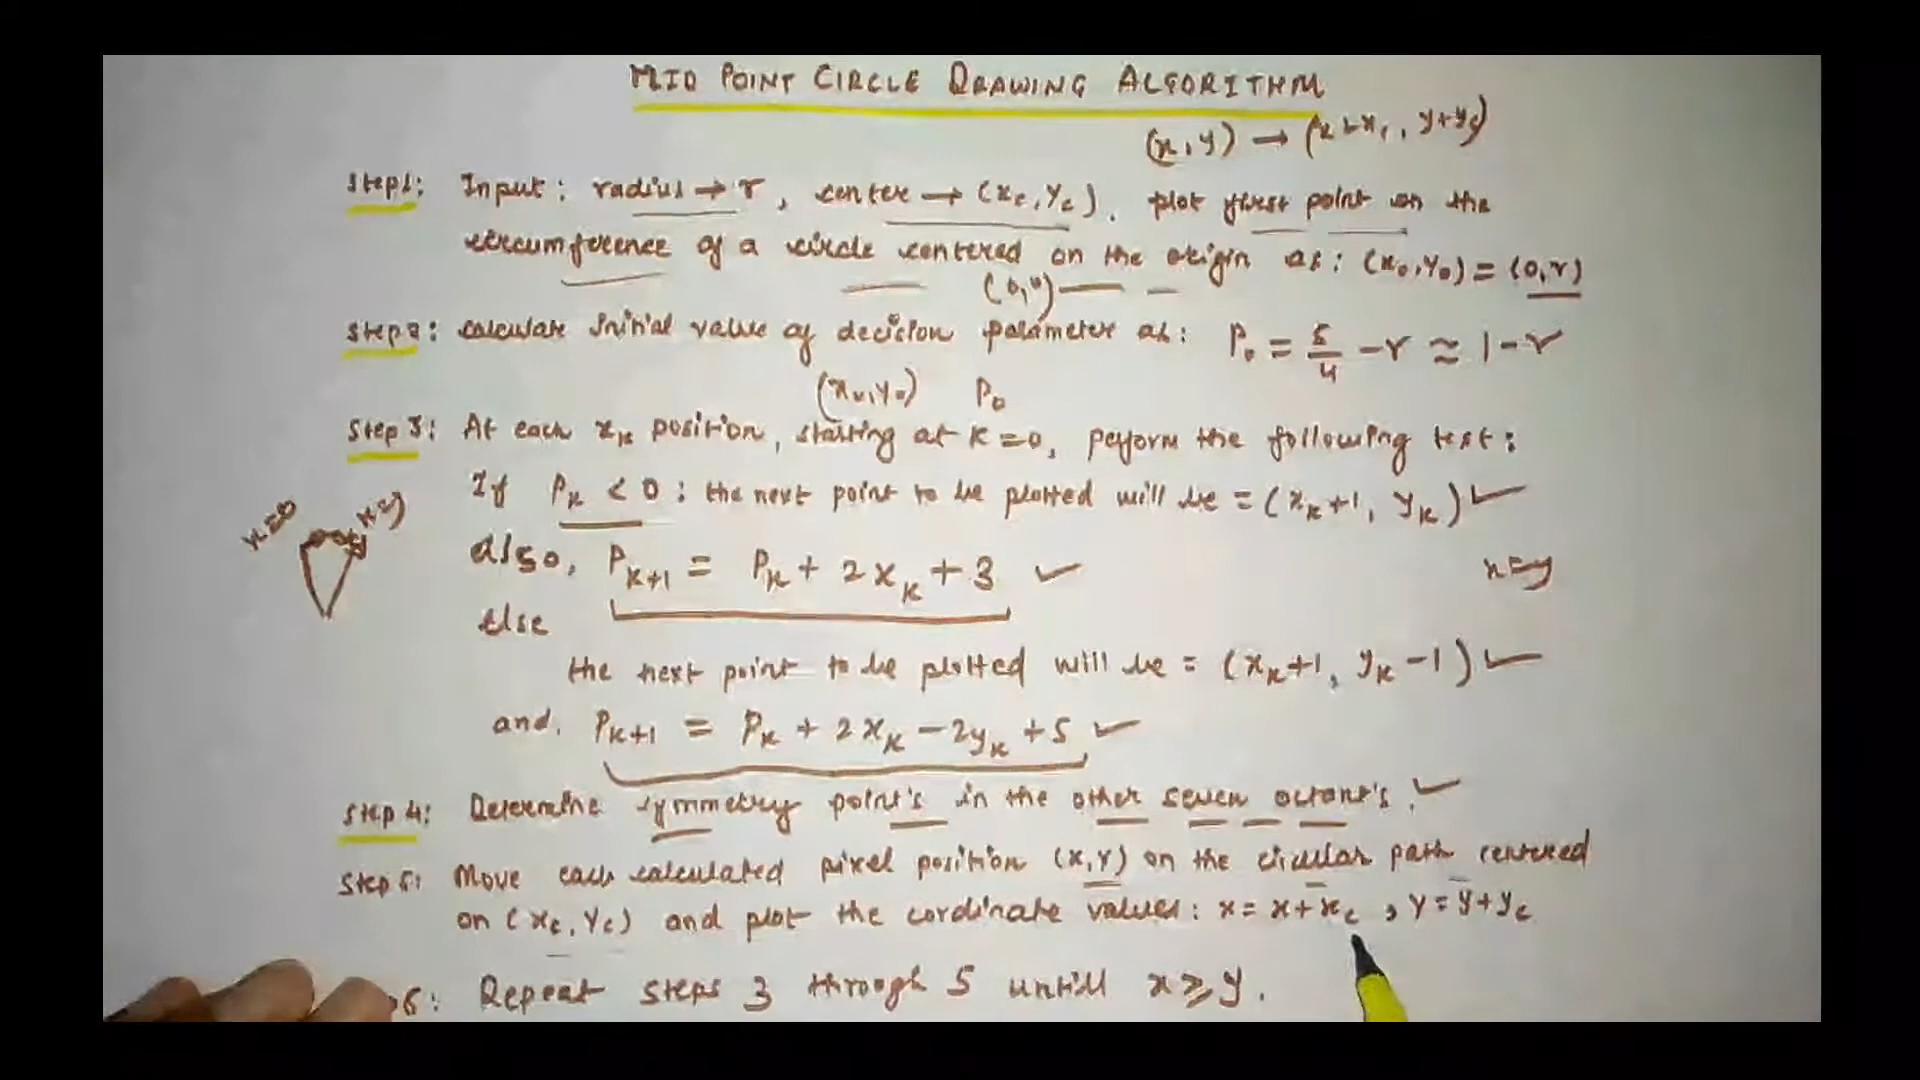 MID POINT CIRCLE DRAWING ALGORITHM
(x,y) → (x+xc, y+yc)
Step1: Input: radius → r, center → (xc, yc). plot first point on the
circumference of a circle centered on the origin as: (x0, y0) = (0, r)
(0,0)
Step2: calculate initial value of decision parameter as: P0 = 5/4 - r ≈ 1 - r
(x0, y0) P0
Step 3: At each xk position, starting at k=0, perform the following test:
If Pk < 0 : the next point to be plotted will be = (xk+1, yk) ✓
x=0 x=y
also, Pk+1 = Pk + 2xk + 3 ✓
x=y
else
the next point to be plotted will be = (xk+1, yk-1) ✓
and, Pk+1 = Pk + 2xk - 2yk + 5 ✓
Step 4: Determine symmetry point's in the other seven octant's. ✓
Step 5: Move each calculated pixel position (x,y) on the circular path centered
on (xc, yc) and plot the cordinate values: x = x+xc, y = y+yc
p6: Repeat steps 3 through 5 untill x ≥ y.